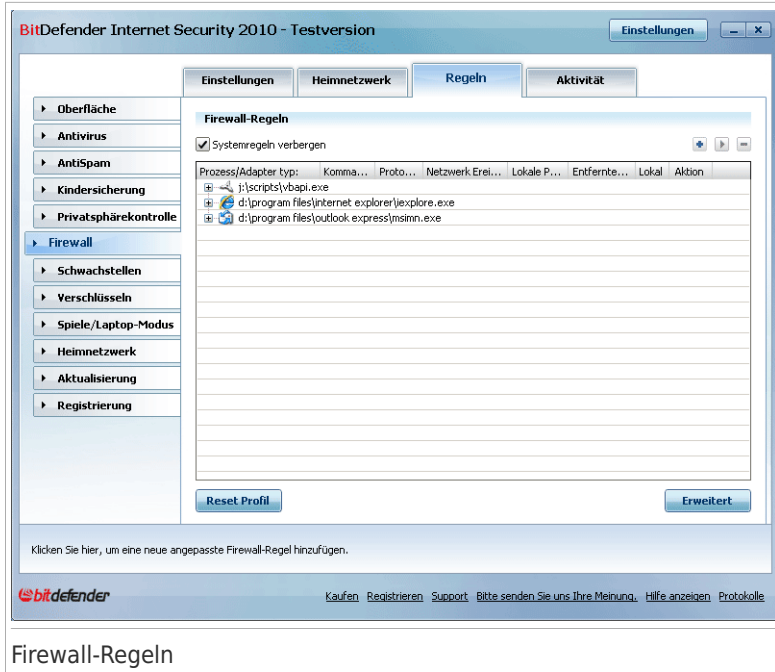 BitDefender Internet Security 2010 - Testversion
Einstellungen
Einstellungen Heimnetzwerk Regeln Aktivität
Oberfläche
Antivirus
AntiSpam
Kindersicherung
Privatsphärekontrolle
Firewall
Schwachstellen
Verschlüsseln
Spiele/Laptop-Modus
Heimnetzwerk
Aktualisierung
Registrierung
Firewall-Regeln
Systemregeln verbergen
Prozess/Adapter typ: Komma... Proto... Netzwerk Erei... Lokale P... Entfernte... Lokal Aktion
j:\scripts\vbapi.exe
d:\program files\internet explorer\iexplore.exe
d:\program files\outlook express\msimn.exe
Reset Profil Erweitert
Klicken Sie hier, um eine neue angepasste Firewall-Regel hinzufügen.
bitdefender
Kaufen Registrieren Support Bitte senden Sie uns Ihre Meinung. Hilfe anzeigen Protokolle
Firewall-Regeln